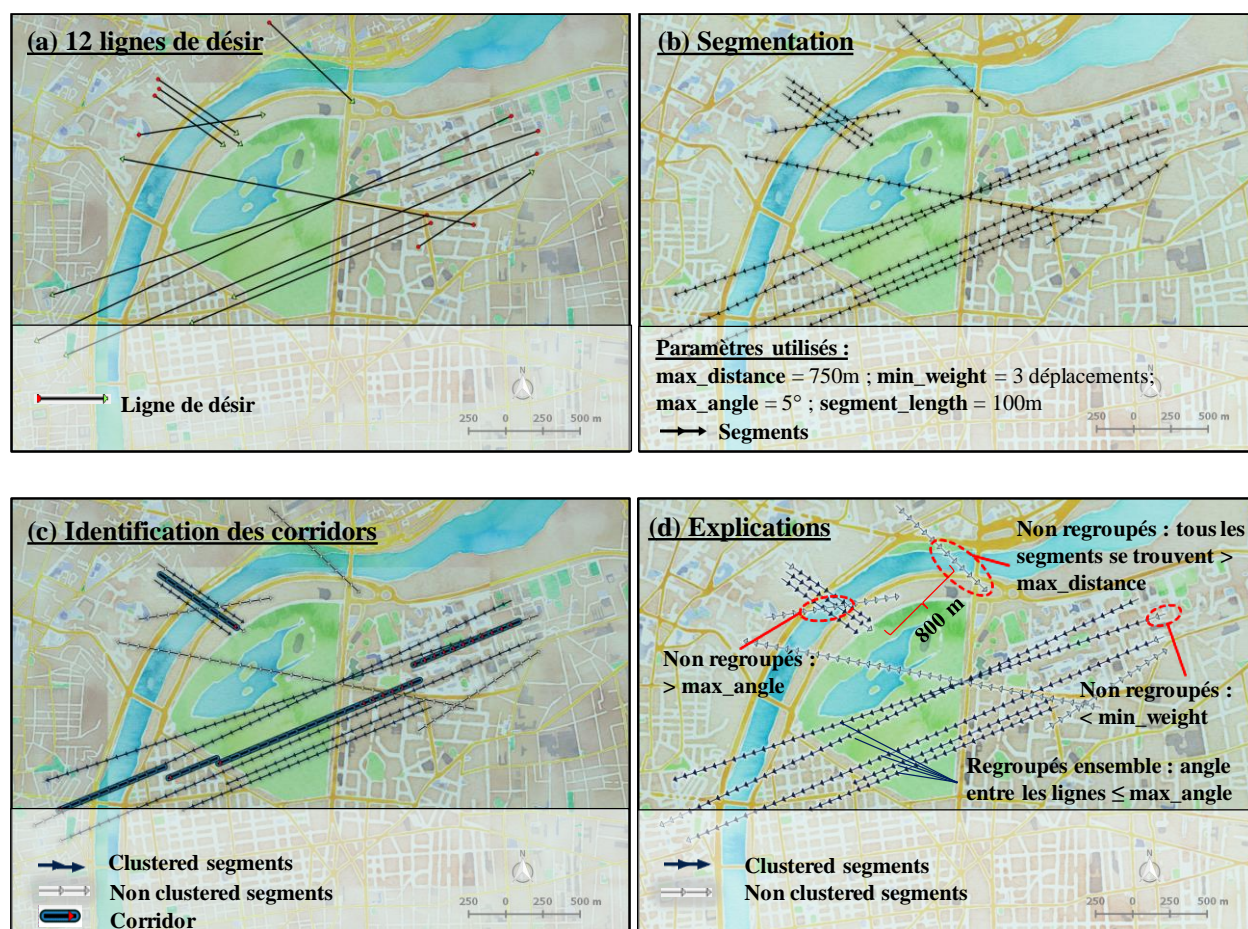 (a) 12 lignes de désir
N
Ligne de désir
250 0 250 500 m
(b) Segmentation
Paramètres utilisés :
max_distance = 750m ; min_weight = 3 déplacements;
max_angle = 5° ; segment_length = 100m
Segments
N
250 0 250 500 m
(c) Identification des corridors
Clustered segments
Non clustered segments
Corridor
N
250 0 250 500 m
(d) Explications
Non regroupés : tous les
segments se trouvent >
max_distance
800 m
Non regroupés :
> max_angle
Non regroupés :
< min_weight
Regroupés ensemble : angle
entre les lignes ≤ max_angle
Clustered segments
Non clustered segments
N
250 0 250 500 m